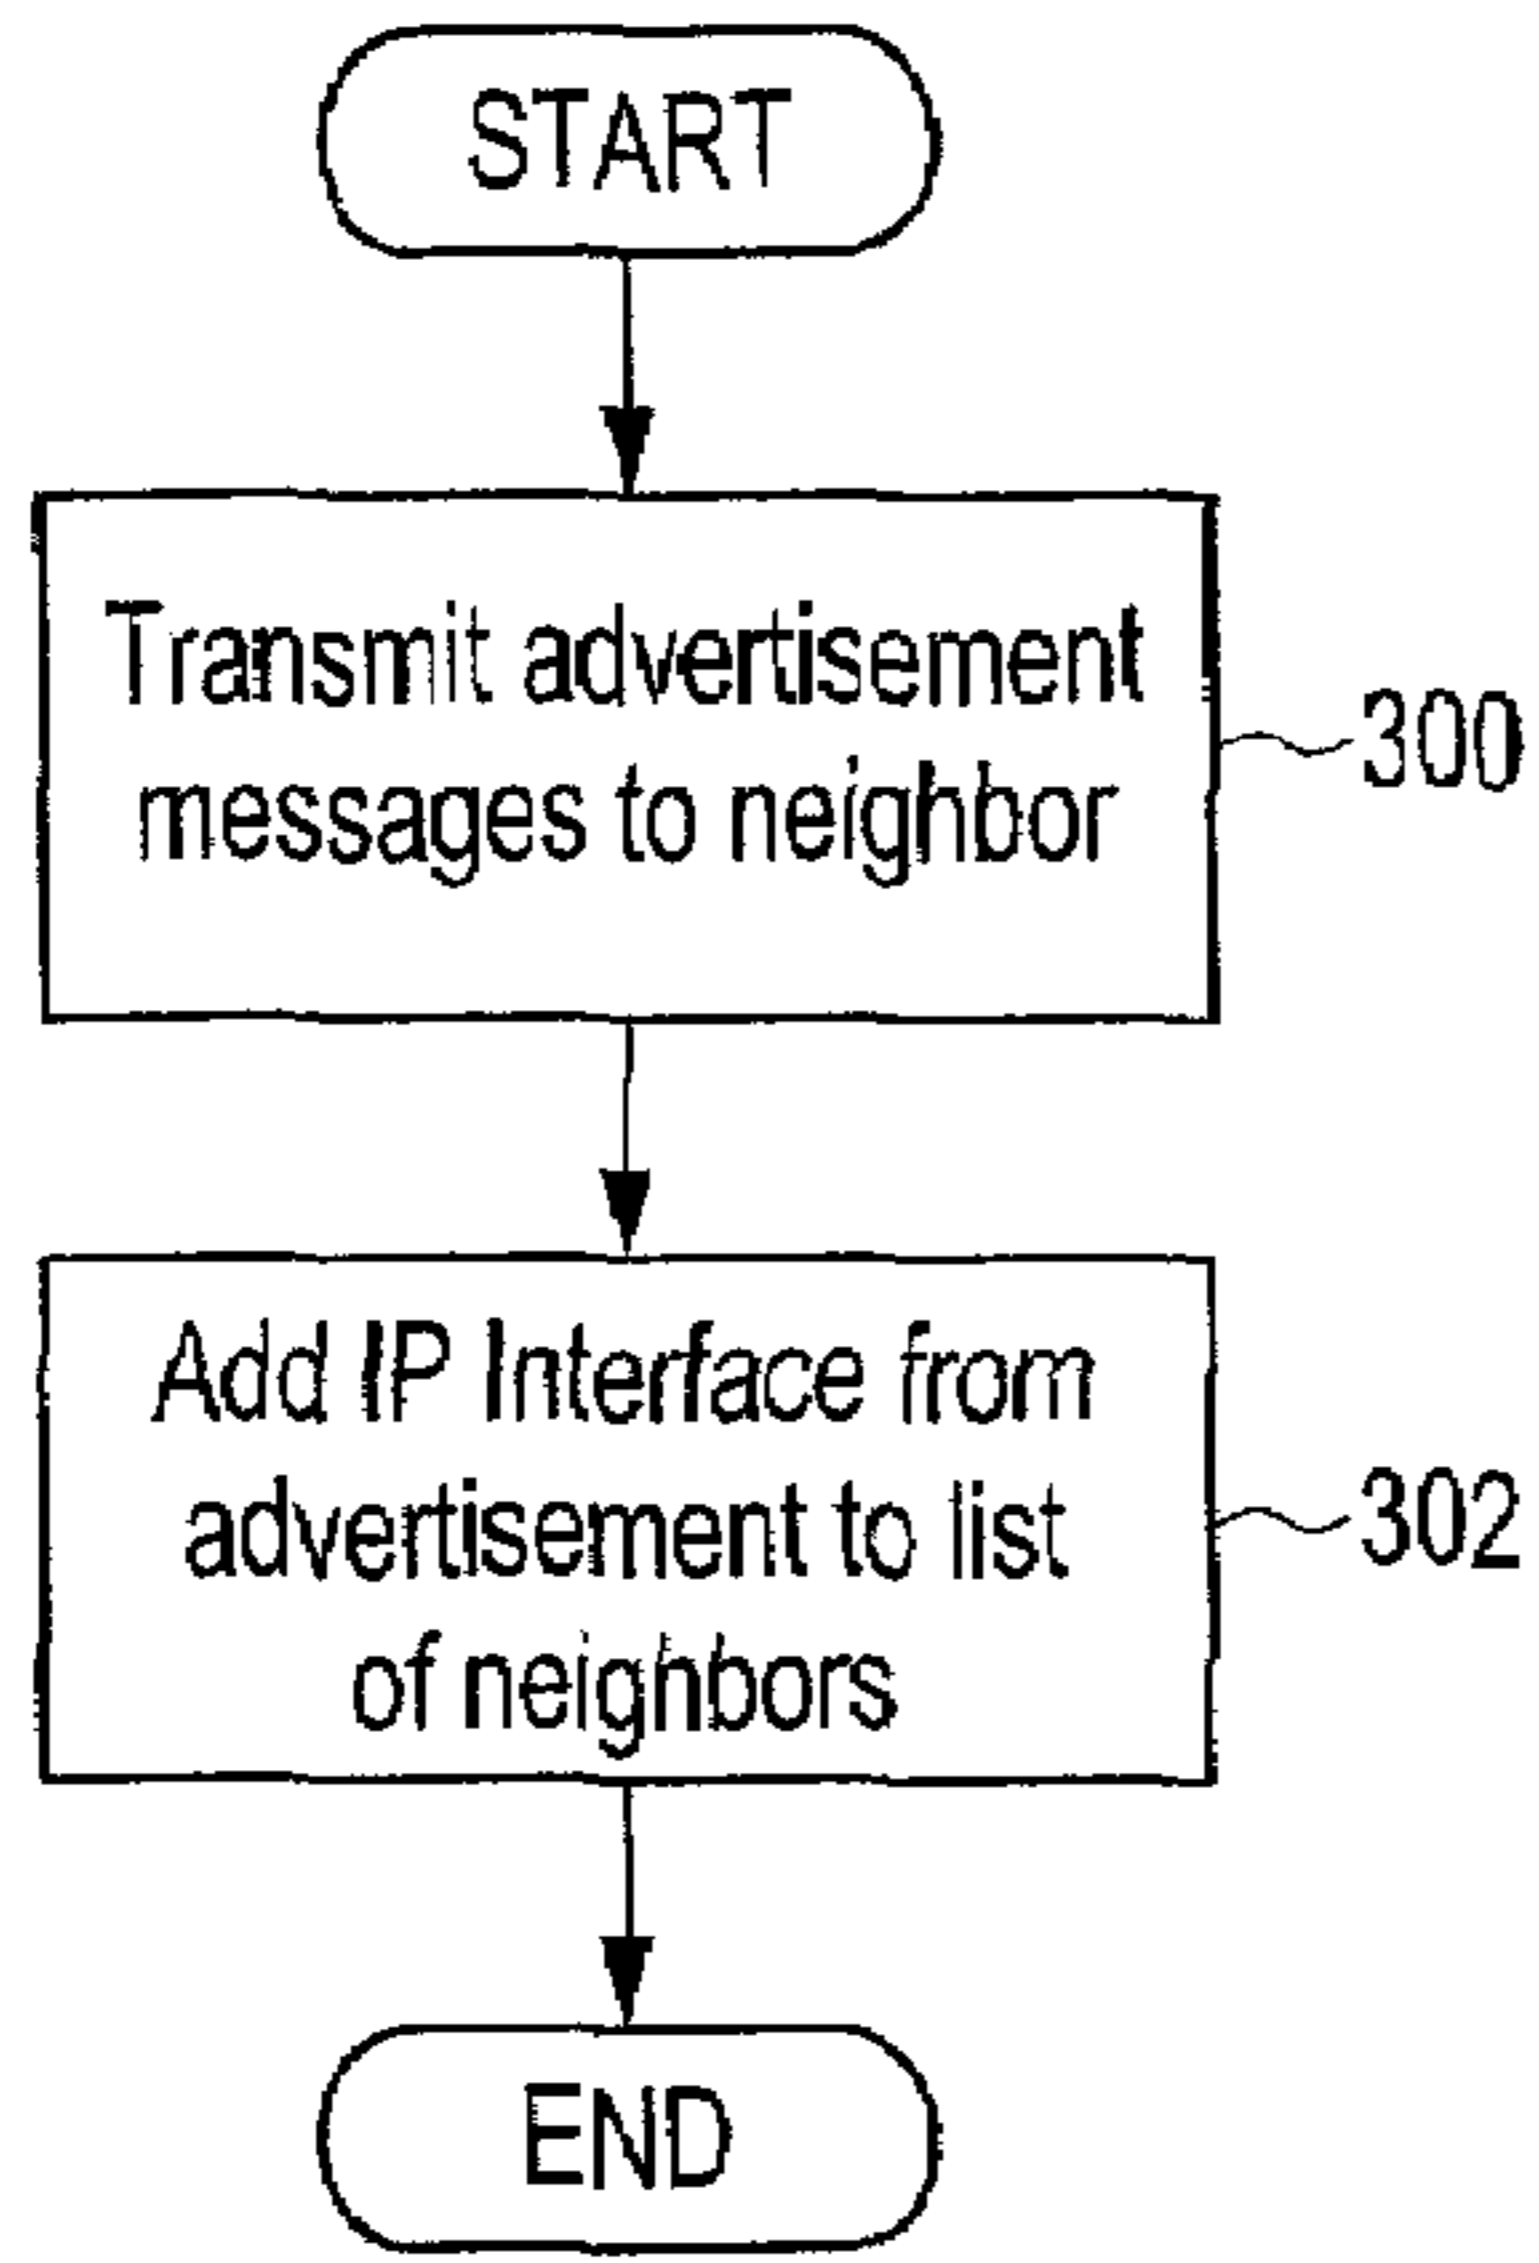 START
Transmit advertisement
messages to neighbor
300
Add IP Interface from
advertisement to list
of neighbors
302
END